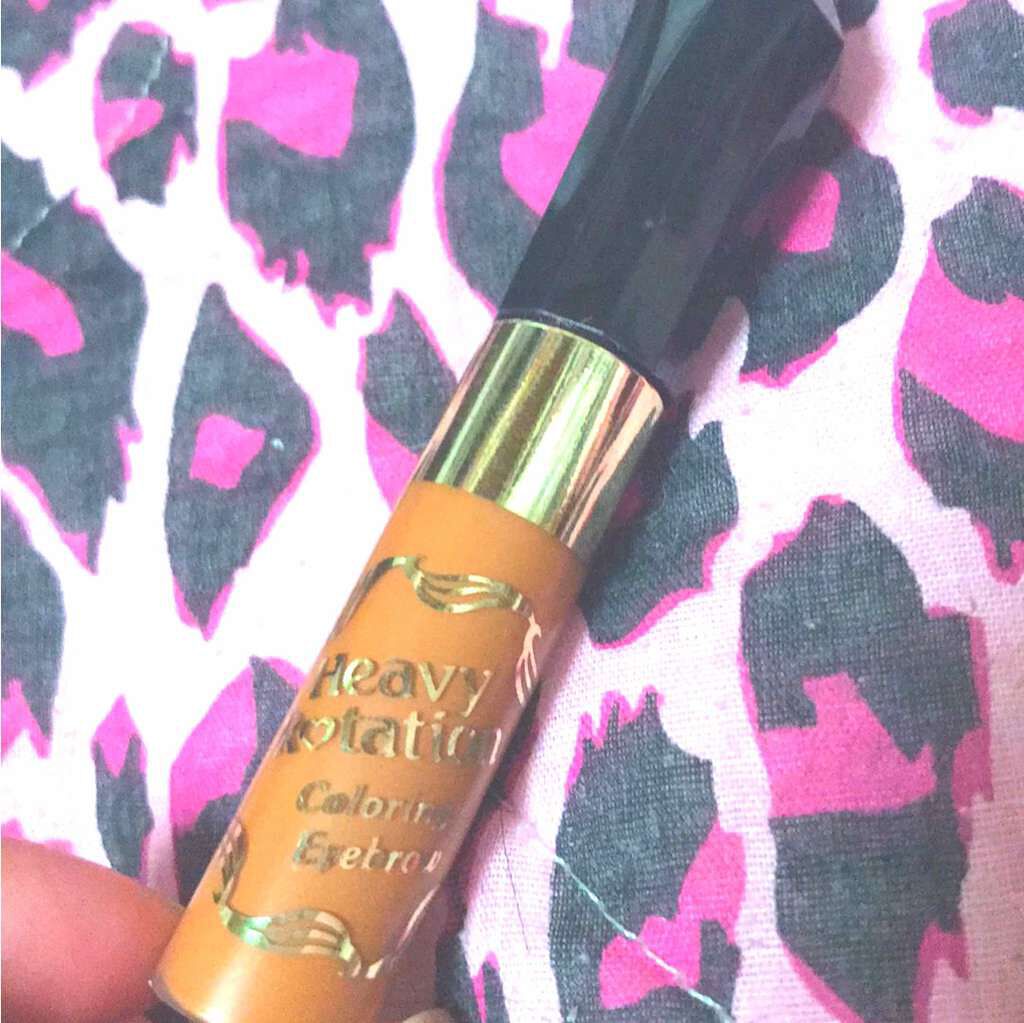 Heavy
Rotation
Coloring
Eyebrow